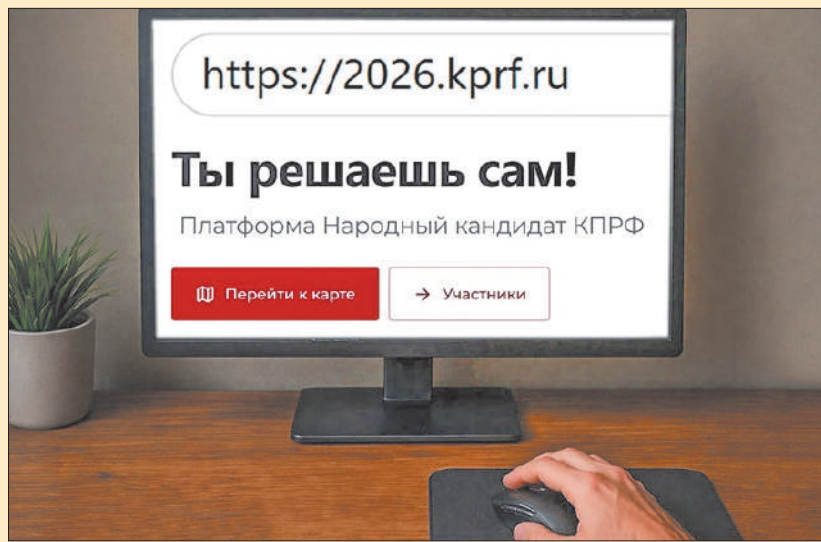 https://2026.kprf.ru
Ты решаешь сам!
Платформа Народный кандидат КПРФ
Перейти к карте
→ Участники